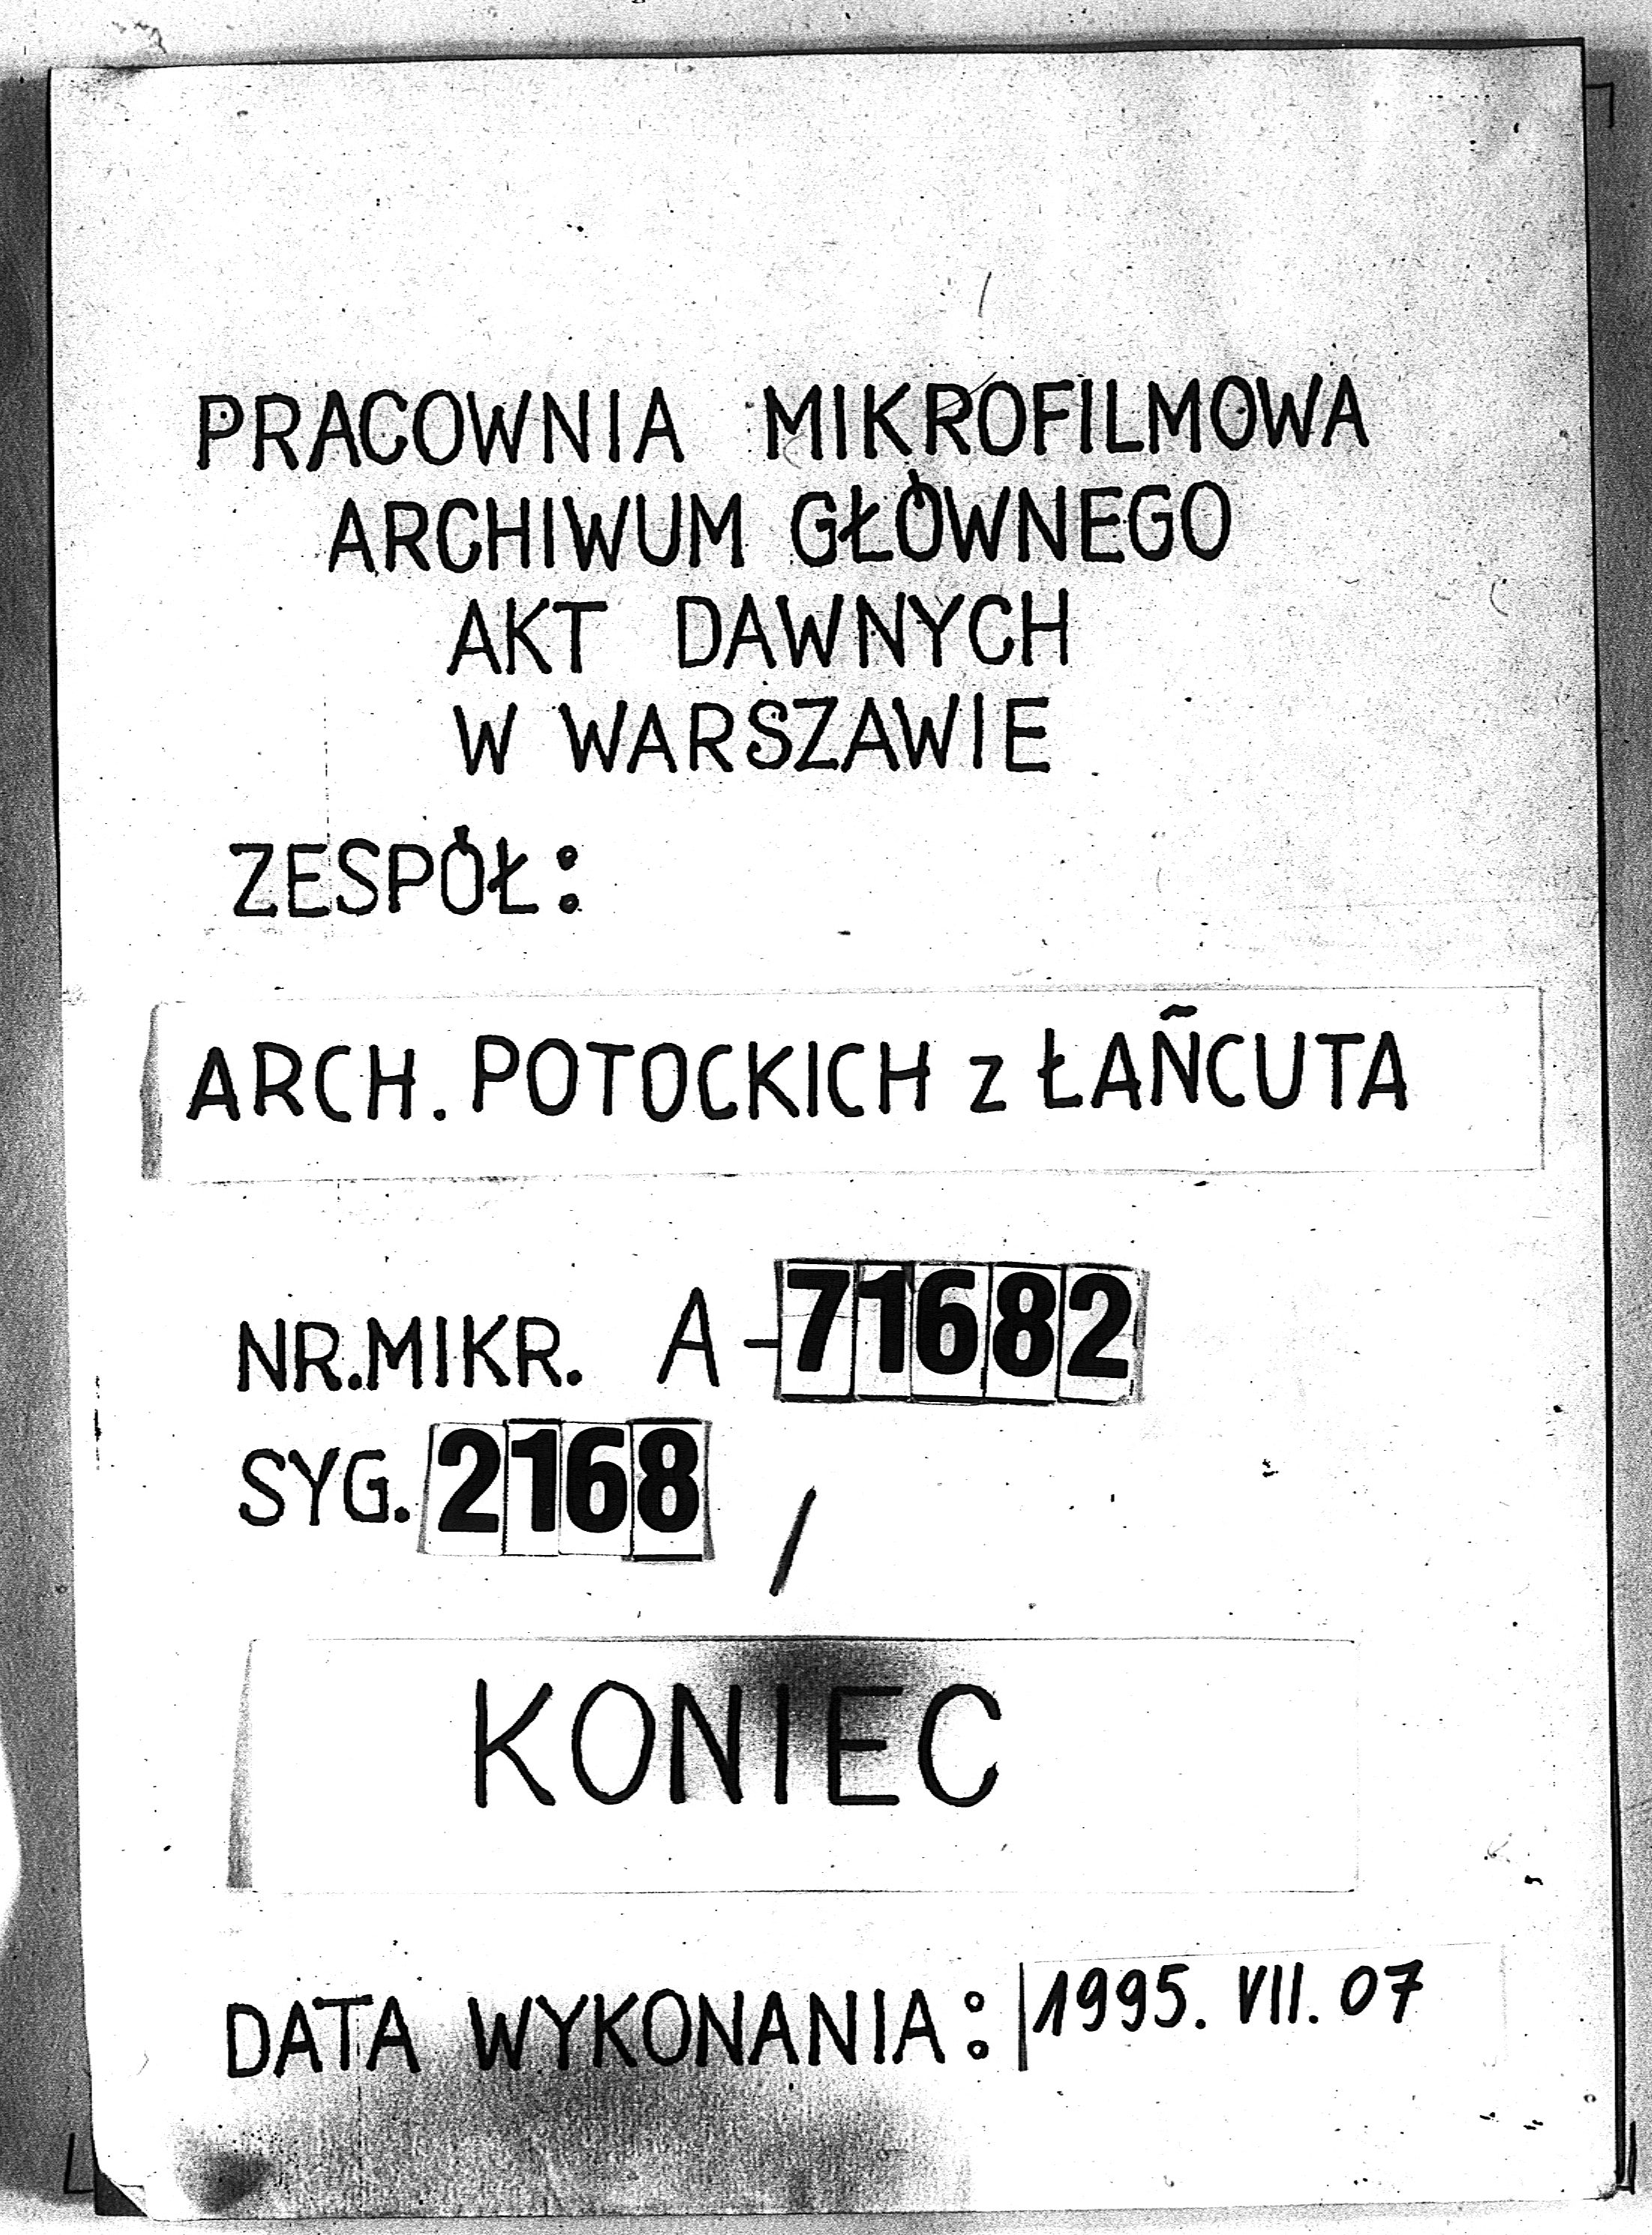 PRACOWNIA MIKROFILMOWA
ARCHIWUM GŁÓWNEGO
AKT DAWNYCH
W WARSZAWIE
ZESPÓŁ:
ARCH. POTOCKICH z ŁAŃCUTA
NR.MIKR. A-71682
SYG. 2168 /
KONIEC
DATA WYKONANIA: 1995. VII. 07